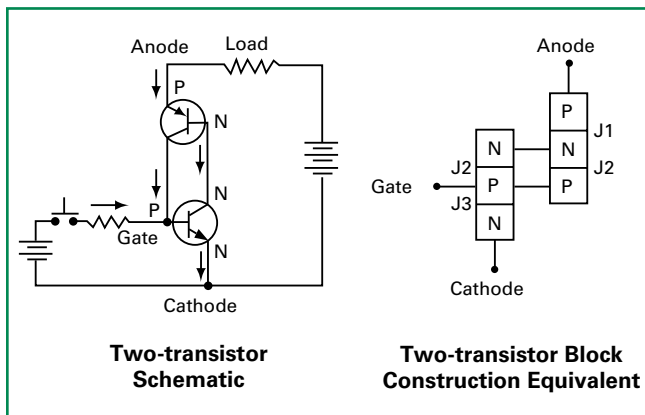 Anode
Load
P
N
N
P
Gate
N
Cathode
Two-transistor
Schematic
Anode
P
J1
N
N
J2
J2
Gate
P
P
J3
N
Cathode
Two-transistor Block
Construction Equivalent